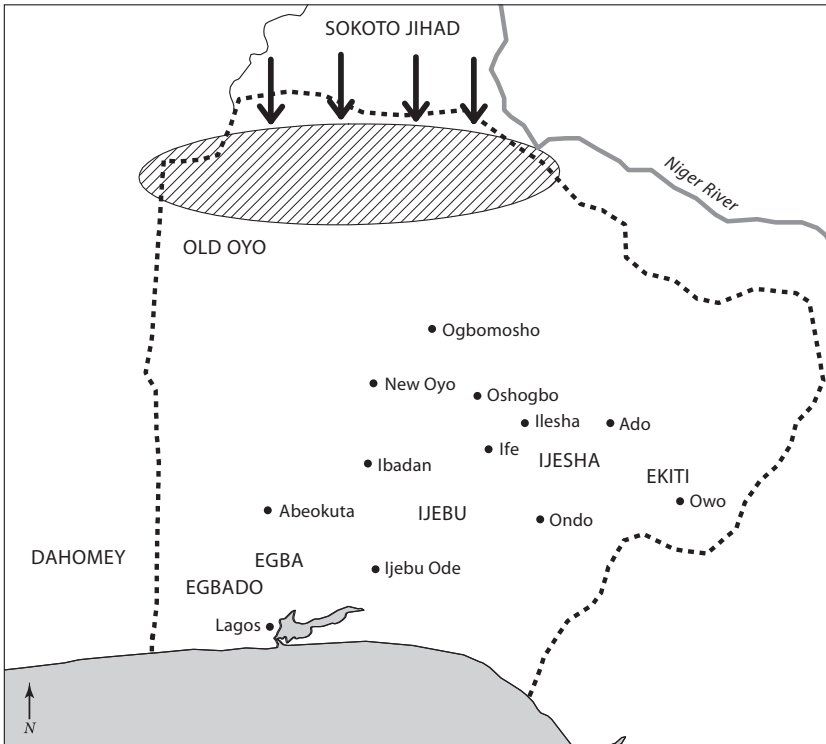 SOKOTO JIHAD
Niger River
OLD OYO
Ogbomosho
New Oyo
Oshogbo
Ilesha
Ado
Ife
IJESHA
Ibadan
EKITI
Owo
Abeokuta
IJEBU
Ondo
DAHOMEY
EGBA
Ijebu Ode
EGBADO
Lagos
N